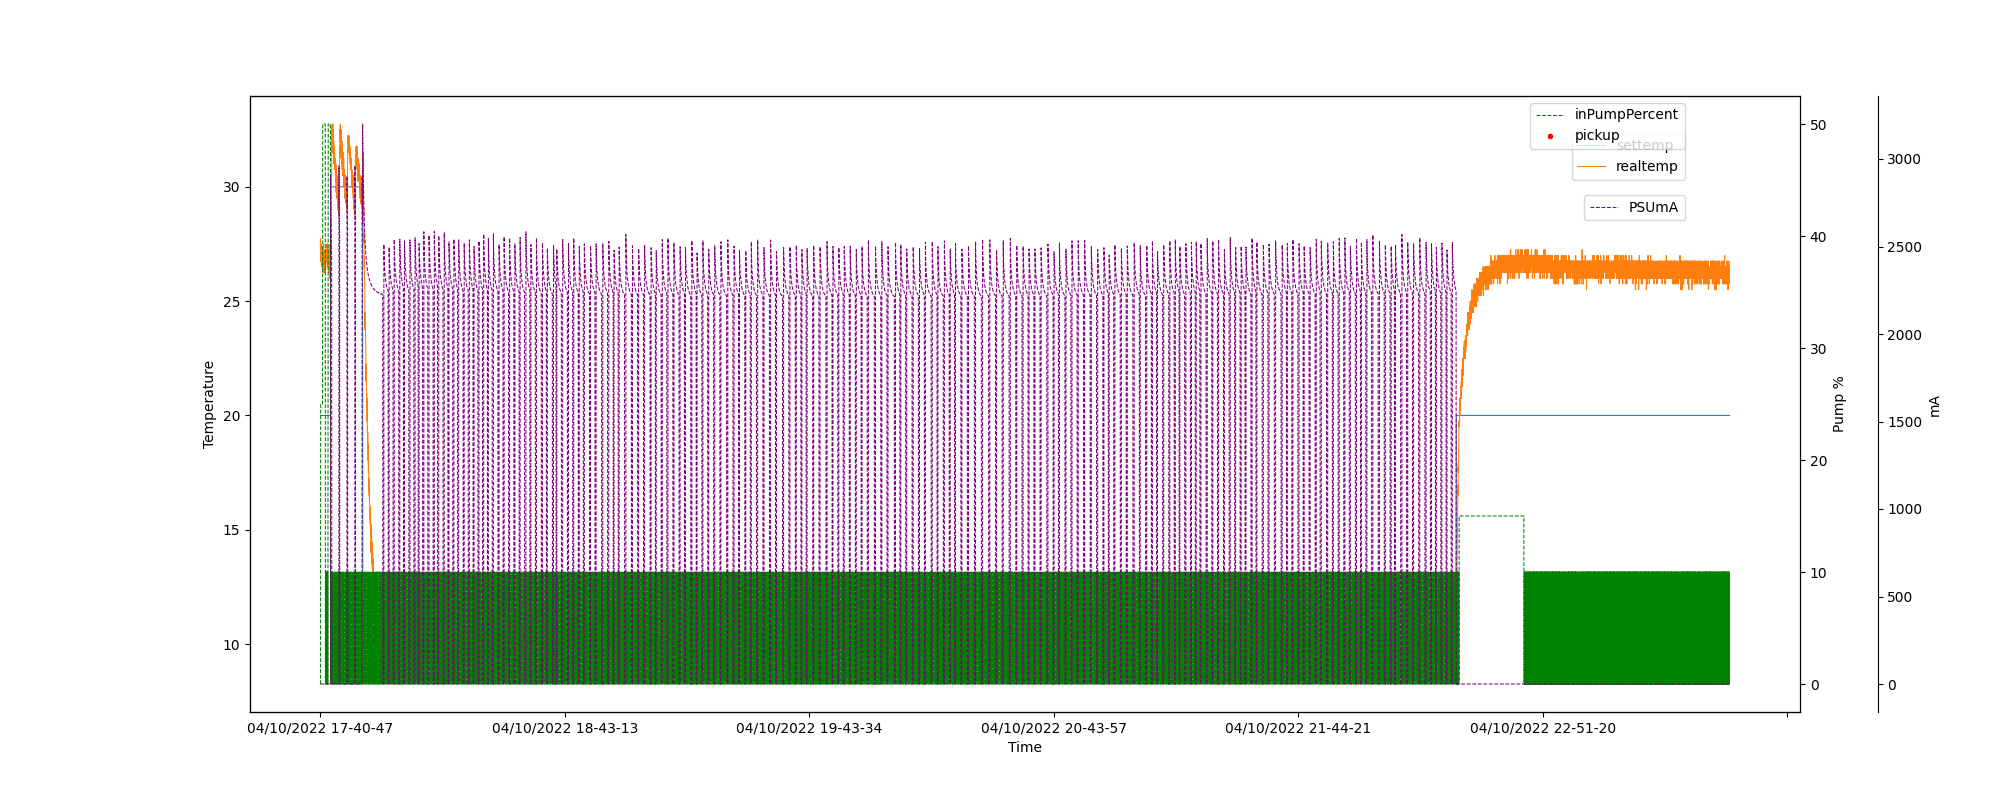 inPumpPercent
pickup
settemp
realtemp
PSUmA
30
25
20
15
10
Temperature
50
40
30
20
10
0
Pump %
3000
2500
2000
1500
1000
500
0
mA
04/10/2022 17-40-47
04/10/2022 18-43-13
04/10/2022 19-43-34
04/10/2022 20-43-57
04/10/2022 21-44-21
04/10/2022 22-51-20
Time